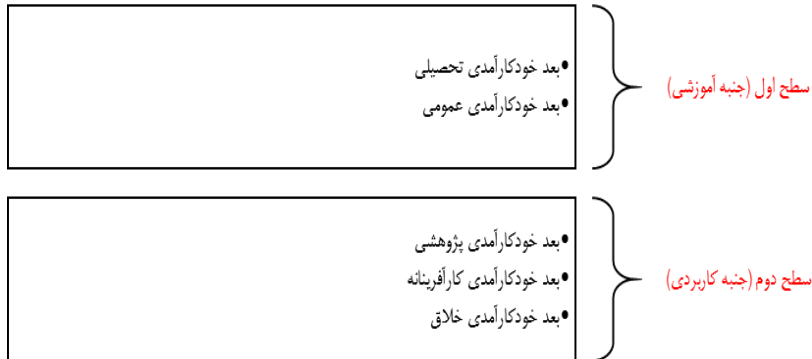 سطح اول (جنبه آموزشی)
•بعد خودکارآمدی تحصیلی
•بعد خودکارآمدی عمومی
سطح دوم (جنبه کاربردی)
•بعد خودکارآمدی پژوهشی
•بعد خودکارآمدی کارآفرینانه
•بعد خودکارآمدی خلاق